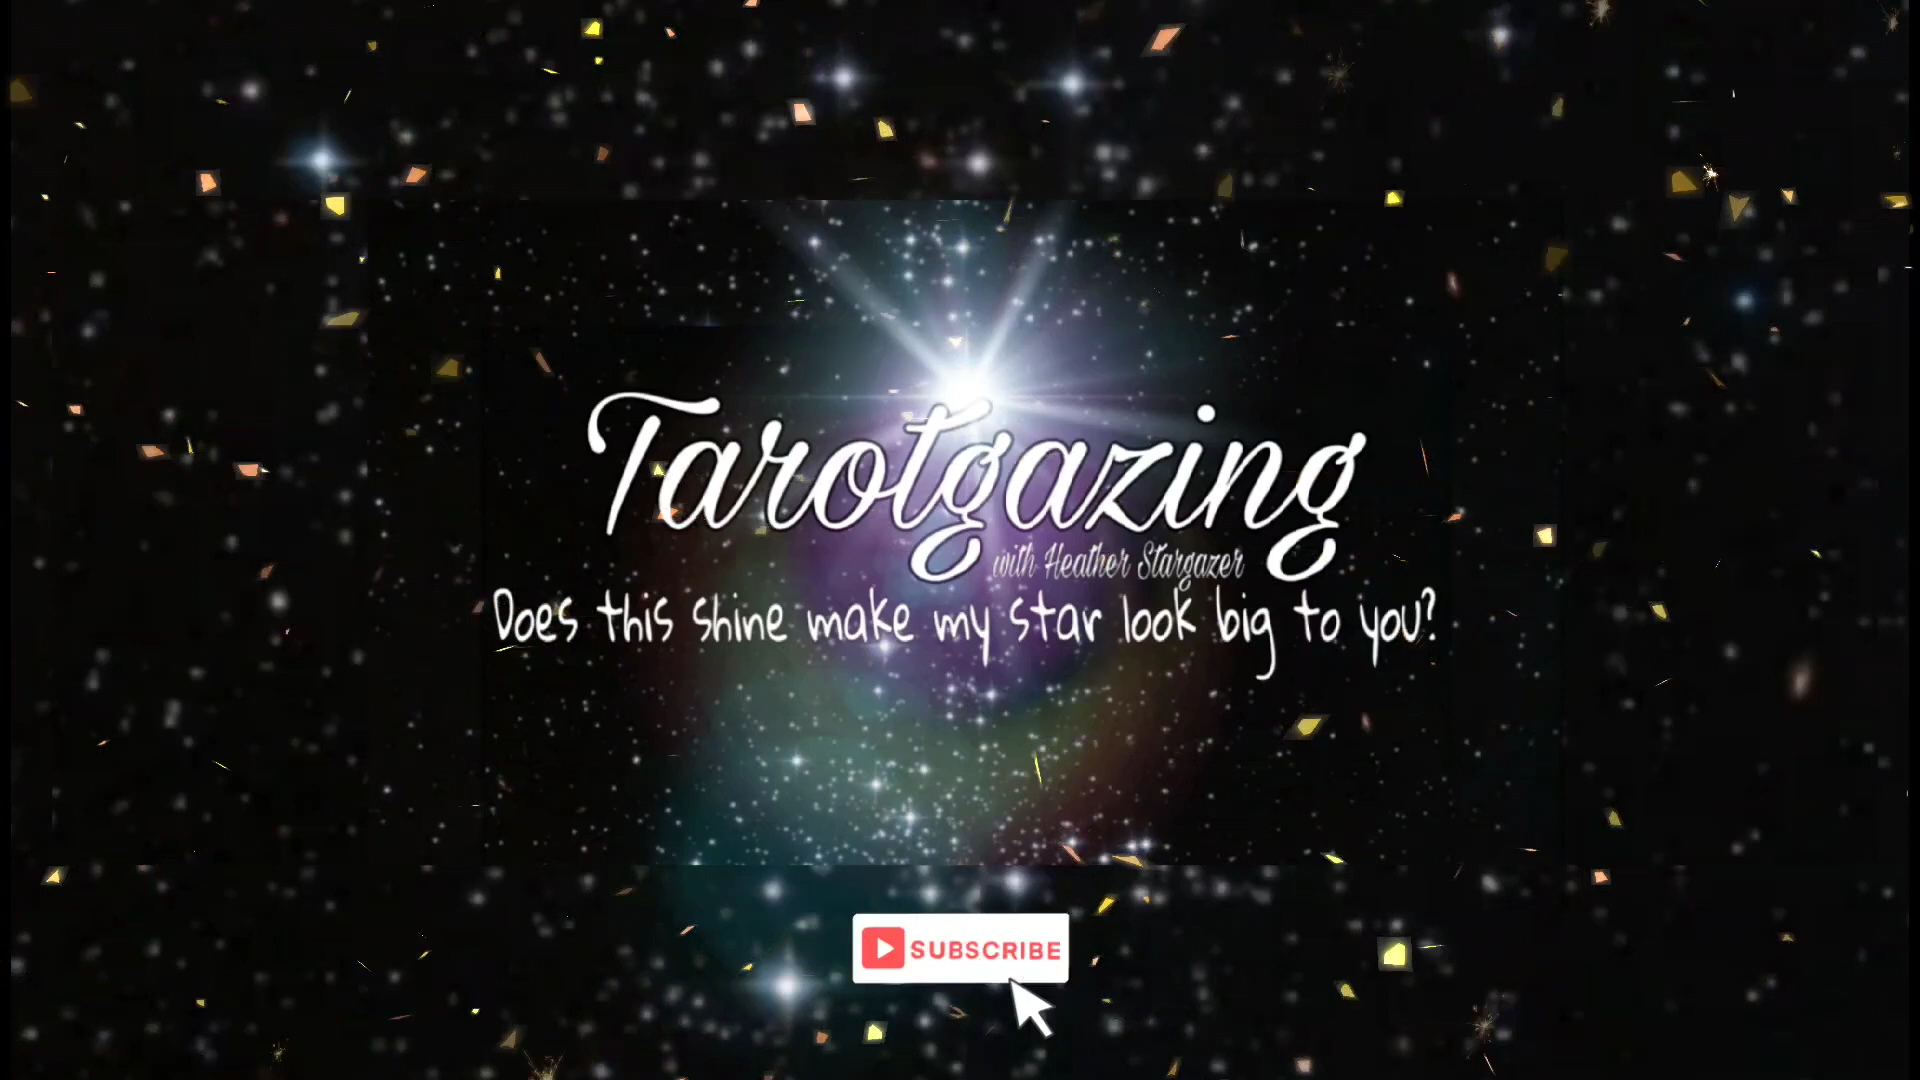 Tarotgazing
with Heather Stargazer
Does this shine make my star look big to you?
SUBSCRIBE